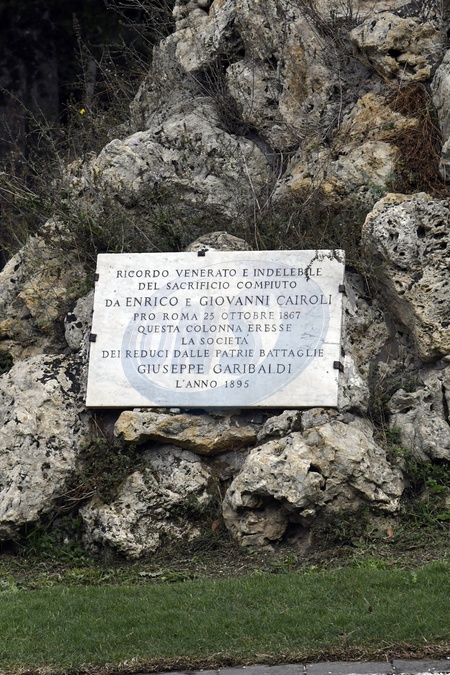 RICORDO VENERATO E INDELEBILE
DEL SACRIFICIO COMPIUTO
DA ENRICO E GIOVANNI CAIROLI
PRO ROMA 25 OTTOBRE 1867
QUESTA COLONNA ERESSE
LA SOCIETÀ
DEI REDUCI DALLE PATRIE BATTAGLIE
GIUSEPPE GARIBALDI
L'ANNO 1895